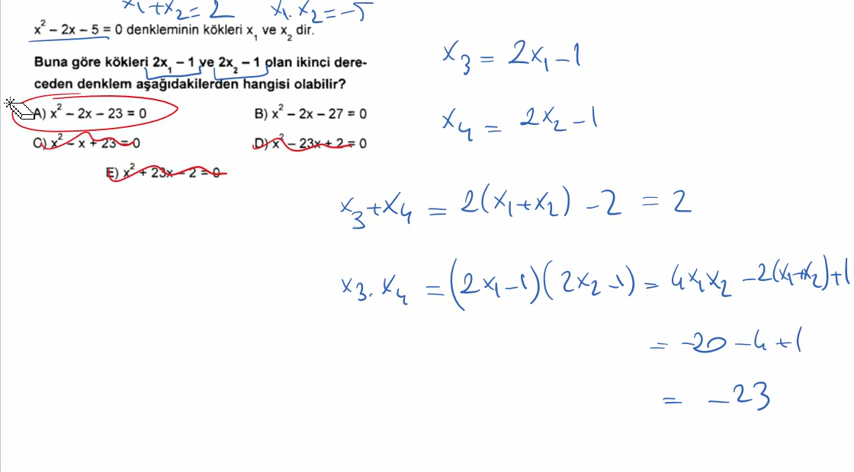 x₁+x₂=2 x₁.x₂=-5
x² – 2x – 5 = 0 denkleminin kökleri x₁ ve x₂ dir.
Buna göre kökleri 2x₁ – 1 ve 2x₂ – 1 olan ikinci dere-
ceden denklem aşağıdakilerden hangisi olabilir?
A) x² – 2x – 23 = 0 B) x² – 2x – 27 = 0
C) x² – x + 23 = 0 D) x² – 23x + 2 = 0
E) x² + 23x – 2 = 0
x₃ = 2x₁-1
x₄ = 2x₂-1
x₃+x₄ = 2(x₁+x₂) -2 = 2
x₃.x₄ = (2x₁-1)(2x₂-1) = 4x₁x₂ -2(x₁+x₂)+1
= -20-4+1
= -23